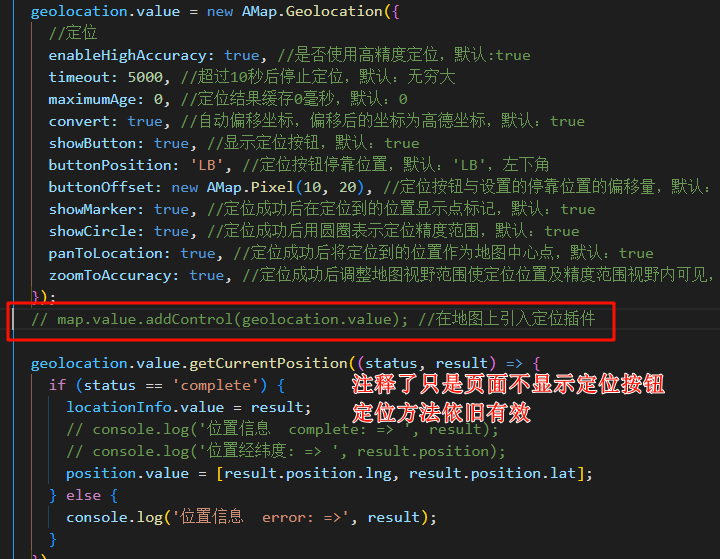 geolocation.value = new AMap.Geolocation({
//定位
enableHighAccuracy: true, //是否使用高精度定位，默认:true
timeout: 5000, //超过10秒后停止定位，默认：无穷大
maximumAge: 0, //定位结果缓存0毫秒，默认：0
convert: true, //自动偏移坐标，偏移后的坐标为高德坐标，默认：true
showButton: true, //显示定位按钮，默认：true
buttonPosition: 'LB', //定位按钮停靠位置，默认：'LB'，左下角
buttonOffset: new AMap.Pixel(10, 20), //定位按钮与设置的停靠位置的偏移量，默认：
showMarker: true, //定位成功后在定位到的位置显示点标记，默认：true
showCircle: true, //定位成功后用圆圈表示定位精度范围，默认：true
panToLocation: true, //定位成功后将定位到的位置作为地图中心点，默认：true
zoomToAccuracy: true, //定位成功后调整地图视野范围使定位位置及精度范围视野内可见，
});
// map.value.addControl(geolocation.value); //在地图上引入定位插件
geolocation.value.getCurrentPosition((status, result) => {
if (status == 'complete') {
注释了只是页面不显示定位按钮
locationInfo.value = result;
定位方法依旧有效
// console.log('位置信息  complete: => ', result);
// console.log('位置经纬度: => ', result.position);
position.value = [result.position.lng, result.position.lat];
} else {
console.log('位置信息  error: =>', result);
}
})